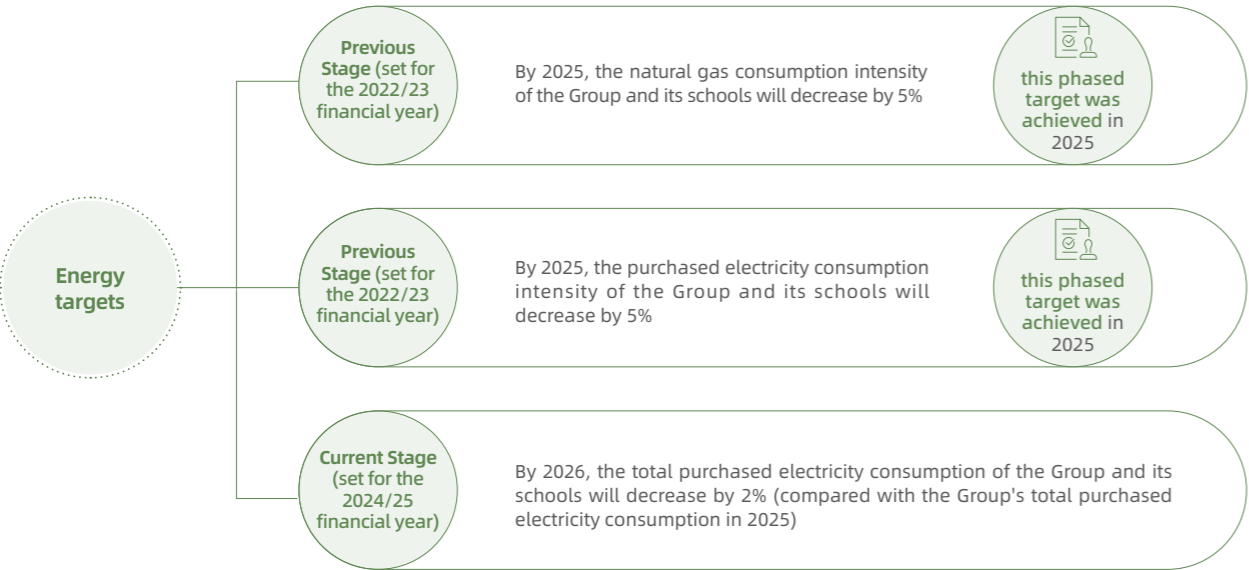 Energy
targets
Previous
Stage (set for
the 2022/23
financial year)
By 2025, the natural gas consumption intensity
of the Group and its schools will decrease by 5%
this phased
target was
achieved in
2025
Previous
Stage (set for
the 2022/23
financial year)
By 2025, the purchased electricity consumption
intensity of the Group and its schools will
decrease by 5%
this phased
target was
achieved in
2025
Current Stage
(set for the
2024/25
financial year)
By 2026, the total purchased electricity consumption of the Group and its
schools will decrease by 2% (compared with the Group's total purchased
electricity consumption in 2025)